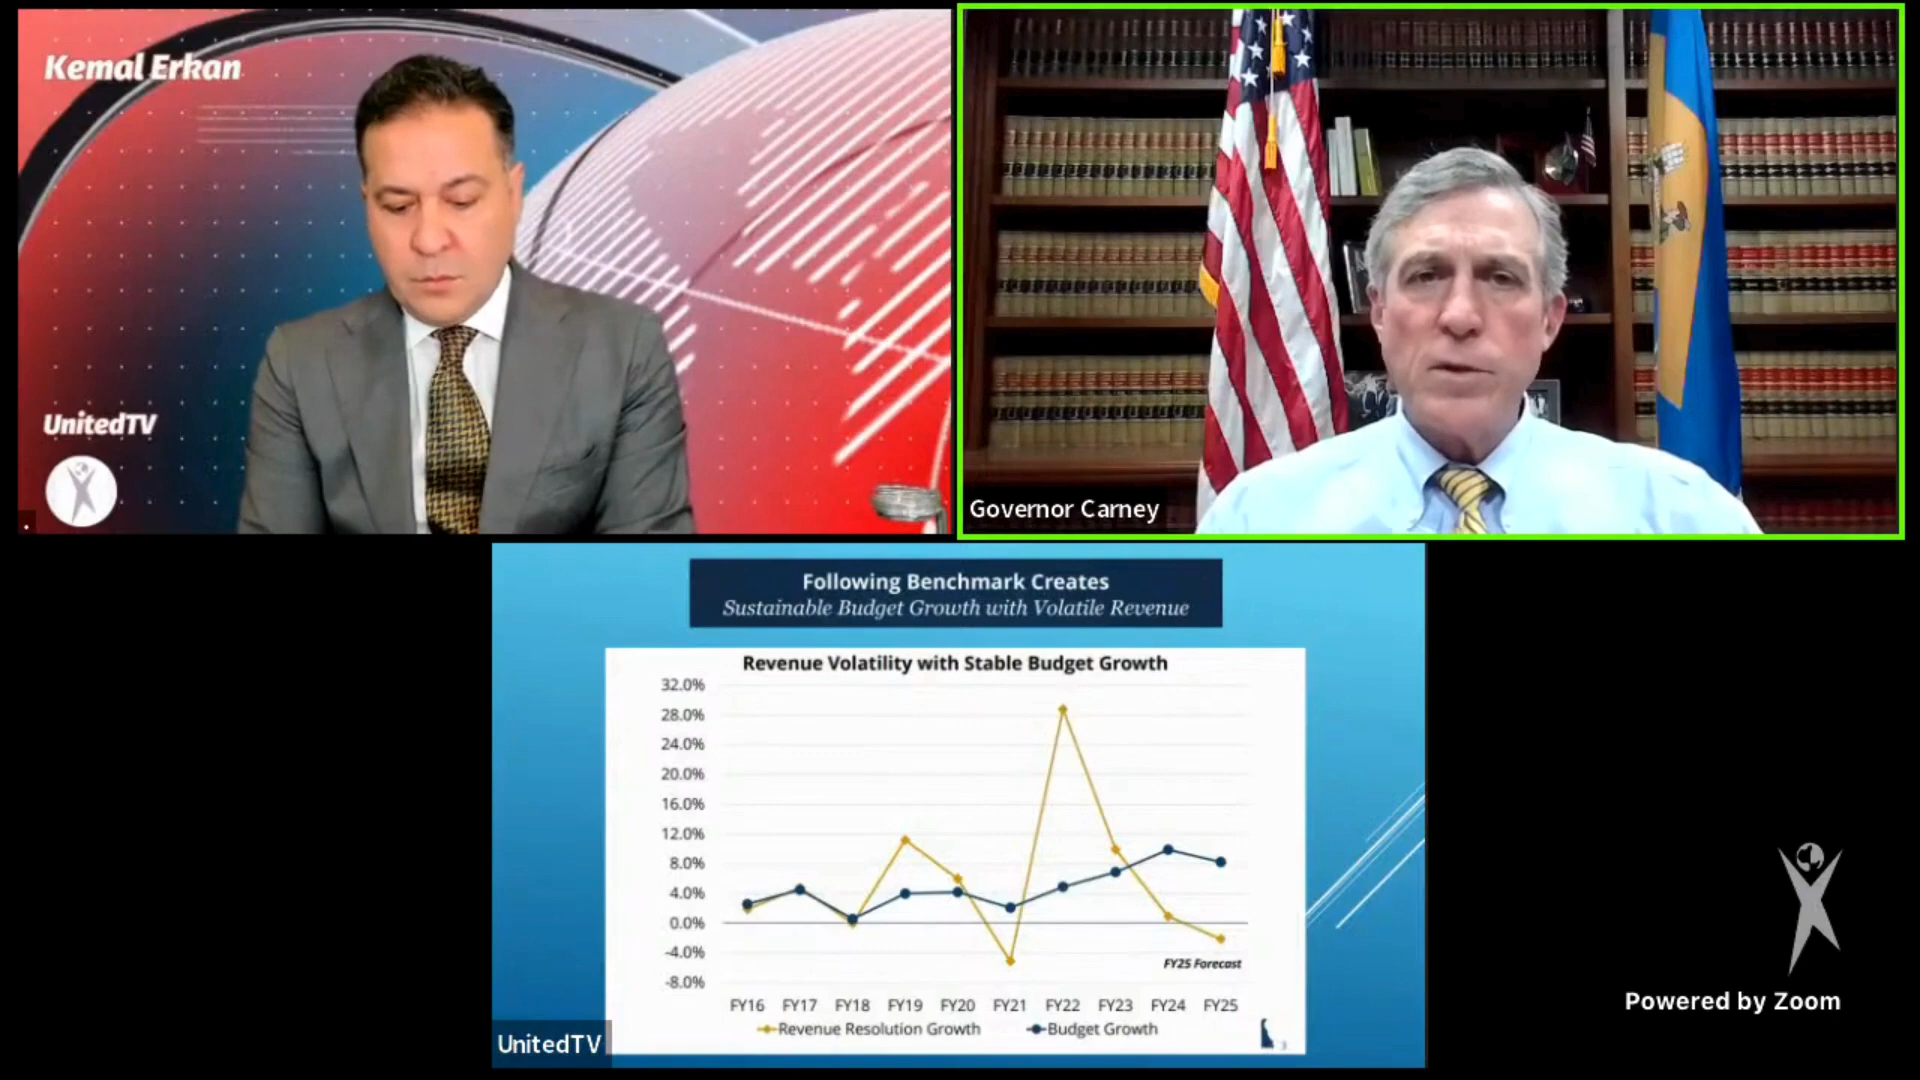 Kemal Erkan
UnitedTV
Governor Carney
Following Benchmark Creates
Sustainable Budget Growth with Volatile Revenue
Revenue Volatility with Stable Budget Growth
32.0%
28.0%
24.0%
20.0%
16.0%
12.0%
8.0%
4.0%
0.0%
-4.0%
-8.0%
FY25 Forecast
FY16 FY17 FY18 FY19 FY20 FY21 FY22 FY23 FY24 FY25
Revenue Resolution Growth Budget Growth
3
UnitedTV
Powered by Zoom